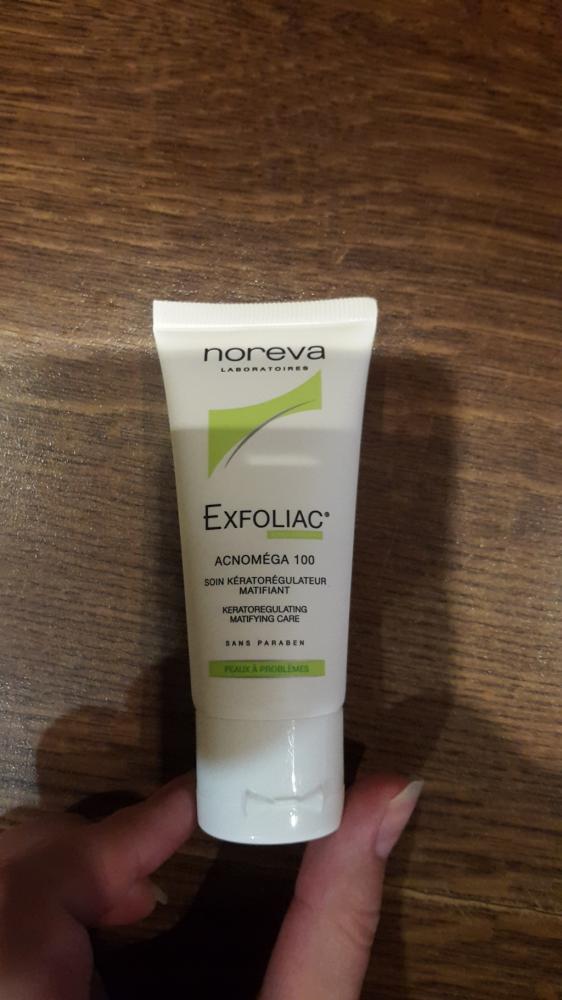 noreva
LABORATOIRES
EXFOLIAC®
ACNOMÉGA 100
SOIN KÉRATORÉGULATEUR
MATIFIANT
KERATOREGULATING
MATIFYING CARE
SANS PARABEN
PEAUX À PROBLÈMES